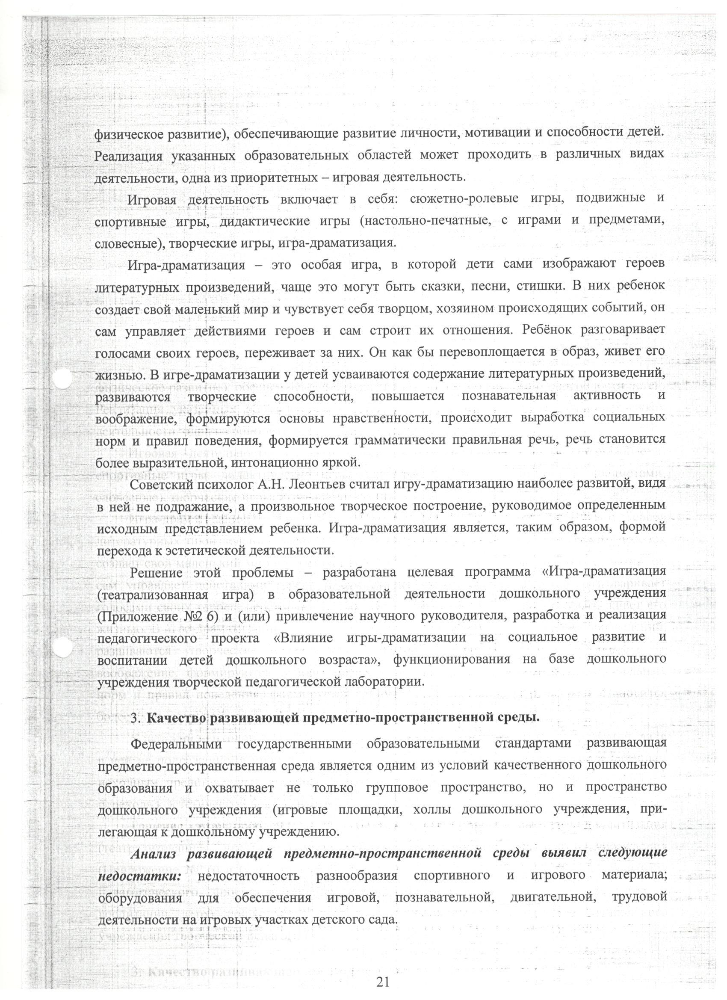 физическое развитие), обеспечивающие развитие личности, мотивации и способности детей.
Реализация указанных образовательных областей может проходить в различных видах
деятельности, одна из приоритетных – игровая деятельность.
Игровая деятельность включает в себя: сюжетно-ролевые игры, подвижные и
спортивные игры, дидактические игры (настольно-печатные, с играми и предметами,
словесные), творческие игры, игра-драматизация.
Игра-драматизация – это особая игра, в которой дети сами изображают героев
литературных произведений, чаще это могут быть сказки, песни, стишки. В них ребенок
создает свой маленький мир и чувствует себя творцом, хозяином происходящих событий, он
сам управляет действиями героев и сам строит их отношения. Ребёнок разговаривает
голосами своих героев, переживает за них. Он как бы перевоплощается в образ, живет его
жизнью. В игре-драматизации у детей усваиваются содержание литературных произведений,
развиваются творческие способности, повышается познавательная активность и
воображение, формируются основы нравственности, происходит выработка социальных
норм и правил поведения, формируется грамматически правильная речь, речь становится
более выразительной, интонационно яркой.
Советский психолог А.Н. Леонтьев считал игру-драматизацию наиболее развитой, видя
в ней не подражание, а произвольное творческое построение, руководимое определенным
исходным представлением ребенка. Игра-драматизация является, таким образом, формой
перехода к эстетической деятельности.
Решение этой проблемы – разработана целевая программа «Игра-драматизация
(театрализованная игра) в образовательной деятельности дошкольного учреждения
(Приложение №2 6) и (или) привлечение научного руководителя, разработка и реализация
педагогического проекта «Влияние игры-драматизации на социальное развитие и
воспитании детей дошкольного возраста», функционирования на базе дошкольного
учреждения творческой педагогической лаборатории.
3. Качество развивающей предметно-пространственной среды.
Федеральными государственными образовательными стандартами развивающая
предметно-пространственная среда является одним из условий качественного дошкольного
образования и охватывает не только групповое пространство, но и пространство
дошкольного учреждения (игровые площадки, холлы дошкольного учреждения, при-
легающая к дошкольному учреждению.
Анализ развивающей предметно-пространственной среды выявил следующие
недостатки: недостаточность разнообразия спортивного и игрового материала;
оборудования для обеспечения игровой, познавательной, двигательной, трудовой
деятельности на игровых участках детского сада.
21